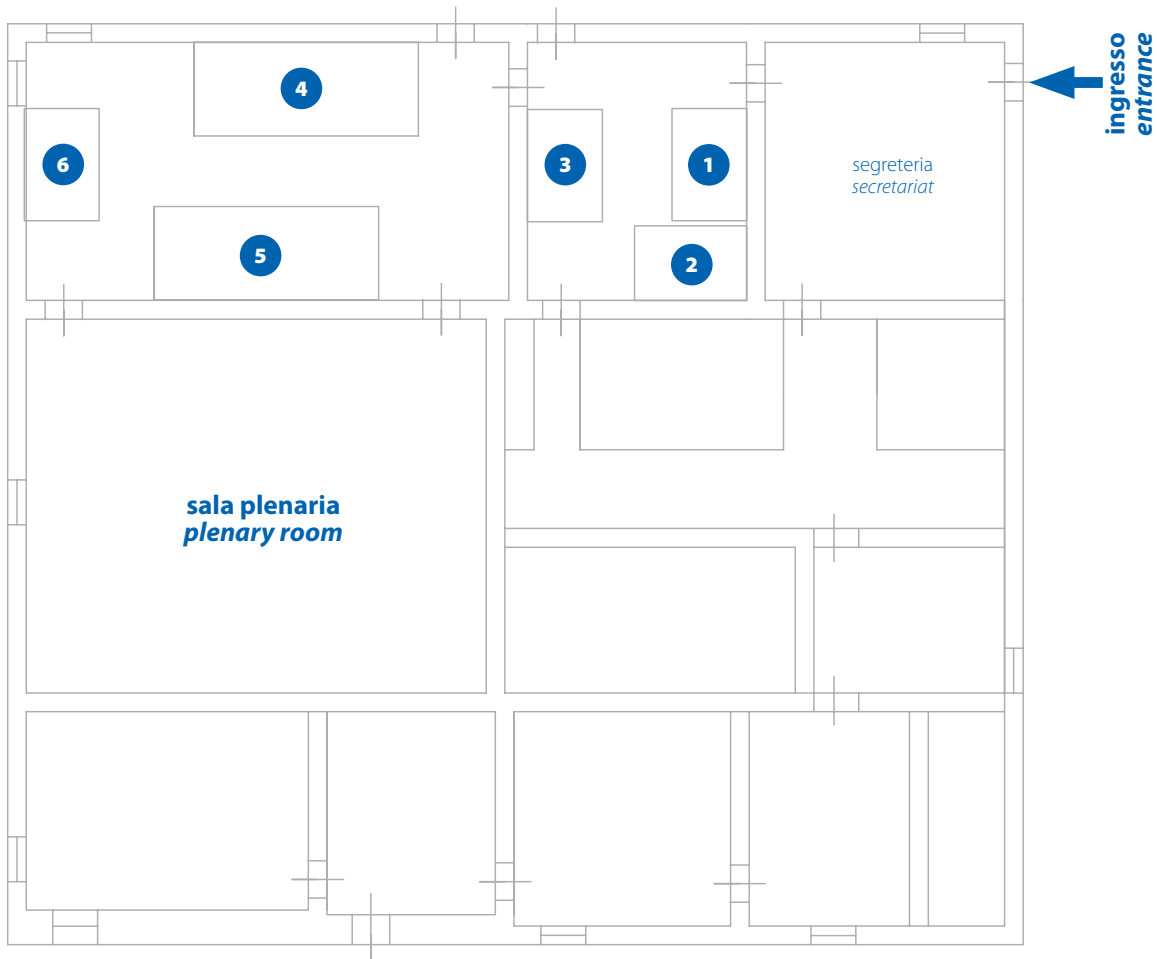 ingresso
entrance
4
6
3
1
segreteria
secretariat
5
2
sala plenaria
plenary room